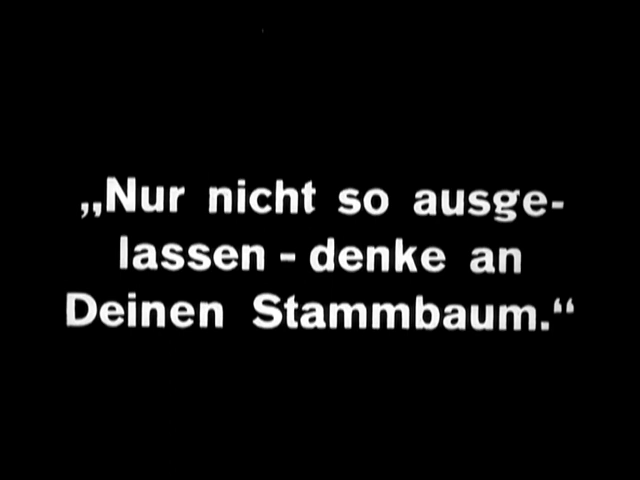 „Nur nicht so ausge-
lassen - denke an
Deinen Stammbaum.“